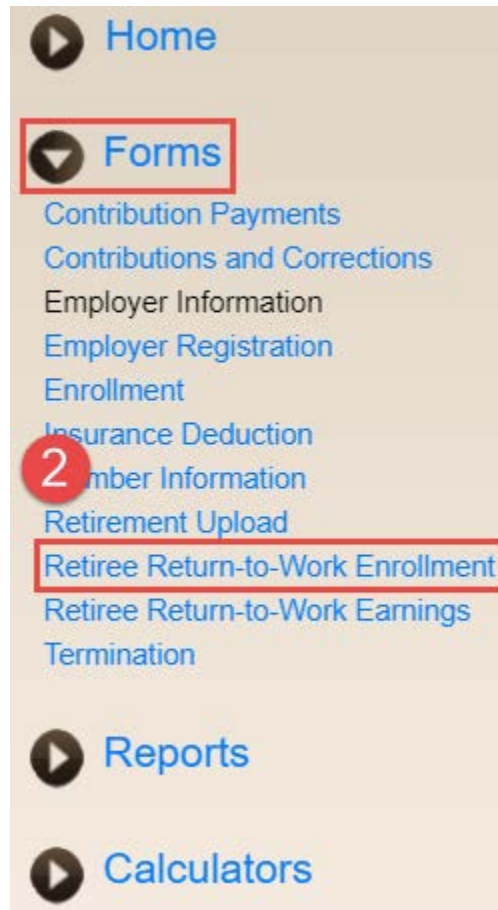 Home
Forms
Contribution Payments
Contributions and Corrections
Employer Information
Employer Registration
Enrollment
Insurance Deduction
2 mber Information
Retirement Upload
Retiree Return-to-Work Enrollment
Retiree Return-to-Work Earnings
Termination
Reports
Calculators